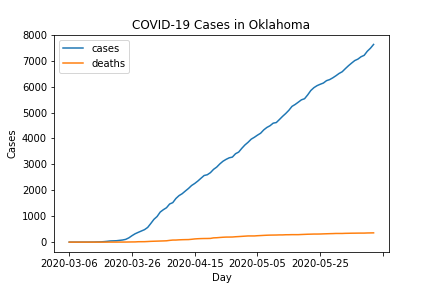 COVID-19 Cases in Oklahoma
cases
deaths
8000
7000
6000
5000
4000
3000
2000
1000
0
Cases
2020-03-06 2020-03-26 2020-04-15 2020-05-05 2020-05-25
Day